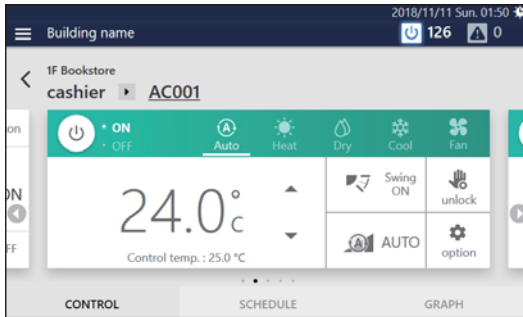 2018/11/11 Sun. 01:50
Building name
126
0
1F Bookstore
cashier AC001
on
ON
FF
ON
OFF
Auto
Heat
Dry
Cool
Fan
24.0°c
Control temp. : 25.0 °C
Swing
ON
unlock
AUTO
option
CONTROL
SCHEDULE
GRAPH